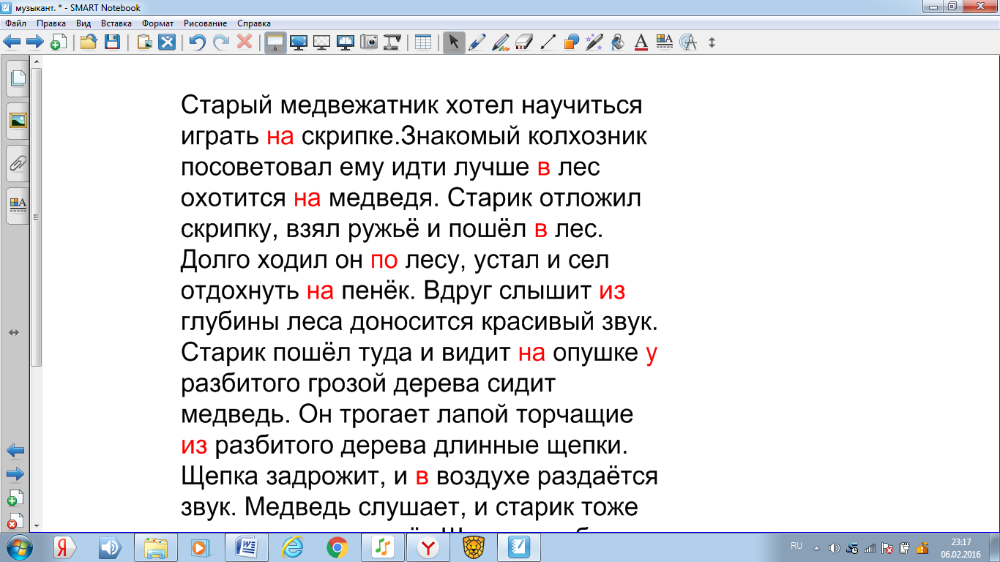 музыкант. * - SMART Notebook
Файл Правка Вид Вставка Формат Рисование Справка
Старый медвежатник хотел научиться
играть на скрипке.Знакомый колхозник
посоветовал ему идти лучше в лес
охотится на медведя. Старик отложил
скрипку, взял ружьё и пошёл в лес.
Долго ходил он по лесу, устал и сел
отдохнуть на пенёк. Вдруг слышит из
глубины леса доносится красивый звук.
Старик пошёл туда и видит на опушке у
разбитого грозой дерева сидит
медведь. Он трогает лапой торчащие
из разбитого дерева длинные щепки.
Щепка задрожит, и в воздухе раздаётся
звук. Медведь слушает, и старик тоже
RU
23:17
06.02.2016